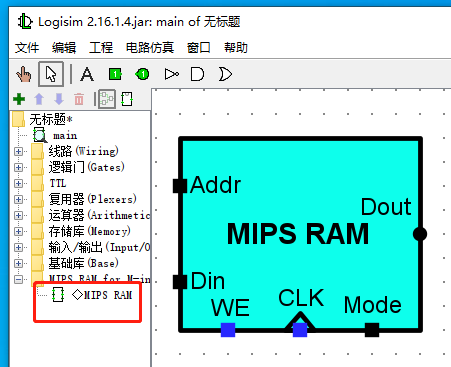 Logisim 2.16.1.4.jar: main of 无标题
文件 编辑 工程 电路仿真 窗口 帮助
无标题*
main
线路(Wiring)
逻辑门(Gates)
TTL
复用器(Plexers)
运算器(Arithmetic
存储库(Memory)
输入/输出(Input/O
基础库(Base)
MIPS RAM for M=in
◇MIPS RAM
Addr
Dout
MIPS RAM
Din
WE
CLK
Mode